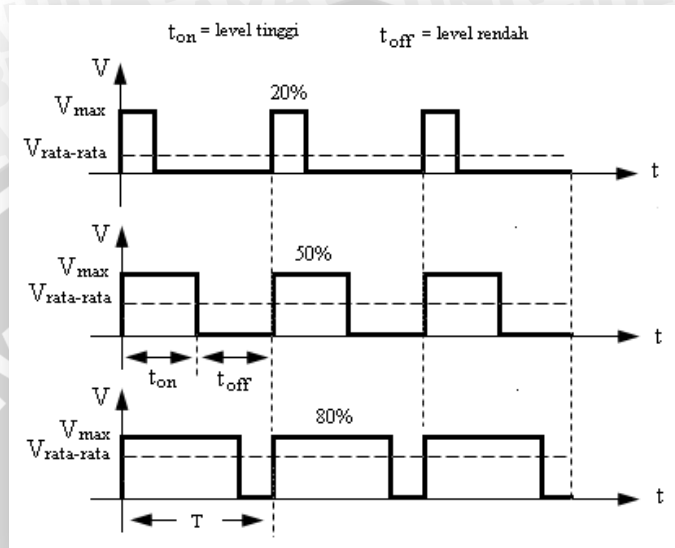 t_on = level tinggi    t_off = level rendah
V
V_max
20%
V_rata-rata
t
V
V_max
50%
V_rata-rata
t
t_on    t_off
V
V_max
80%
V_rata-rata
t
T